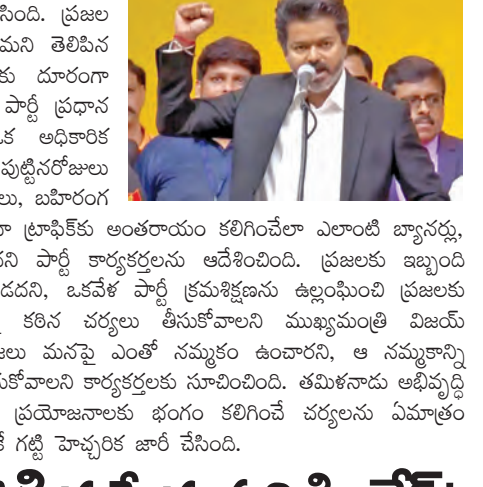 సింది. ప్రజల
మని తెలిపిన
కు దూరంగా
పార్టీ ప్రధాన
ఒక అధికారిక
పుట్టినరోజులు
లు, బహిరంగ
ా ట్రాఫిక్‌కు అంతరాయం కలిగించేలా ఎలాంటి బ్యానర్లు,
దని పార్టీ కార్యకర్తలను ఆదేశించింది. ప్రజలకు ఇబ్బంది
డదని, ఒకవేళ పార్టీ క్రమశిక్షణను ఉల్లంఘించి ప్రజలకు
కఠిన చర్యలు తీసుకోవాలని ముఖ్యమంత్రి విజయ్
జలు మనపై ఎంతో నమ్మకం ఉంచారని, ఆ నమ్మకాన్ని
కోవాలని కార్యకర్తలకు సూచించింది. తమిళనాడు అభివృద్ధి
ప్రయోజనాలకు భంగం కలిగించే చర్యలను ఏమాత్రం
గట్టి హెచ్చరిక జారీ చేసింది.